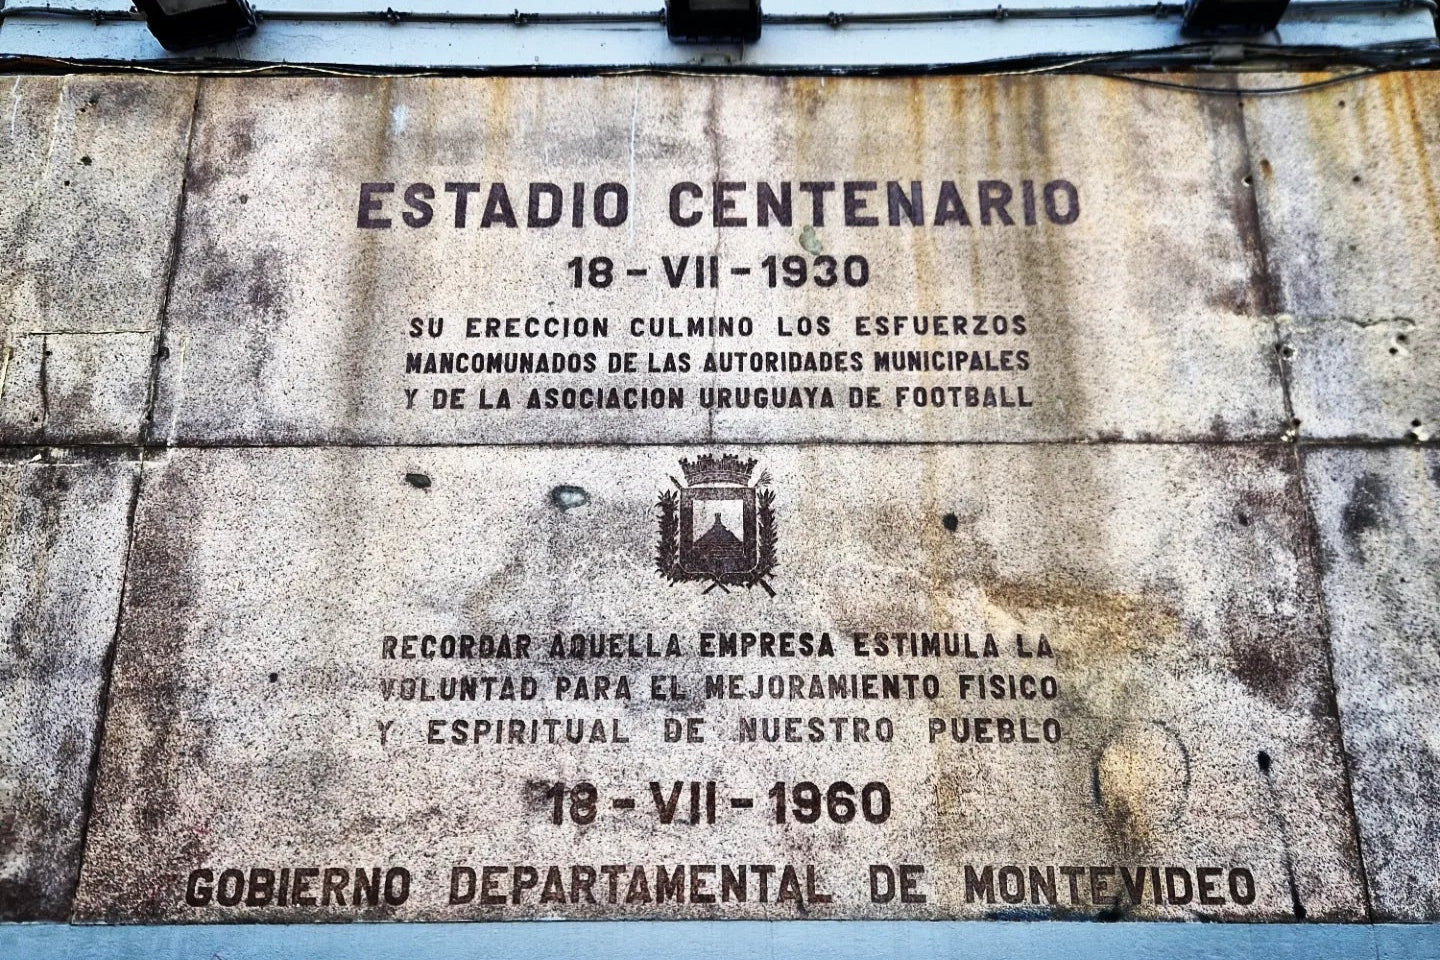 ESTADIO CENTENARIO
18-VII-1930
SU ERECCION CULMINO LOS ESFUERZOS
MANCOMUNADOS DE LAS AUTORIDADES MUNICIPALES
Y DE LA ASOCIACION URUGUAYA DE FOOTBALL
RECORDAR AQUELLA EMPRESA ESTIMULA LA
VOLUNTAD PARA EL MEJORAMIENTO FISICO
Y ESPIRITUAL DE NUESTRO PUEBLO
18-VII-1960
GOBIERNO DEPARTAMENTAL DE MONTEVIDEO